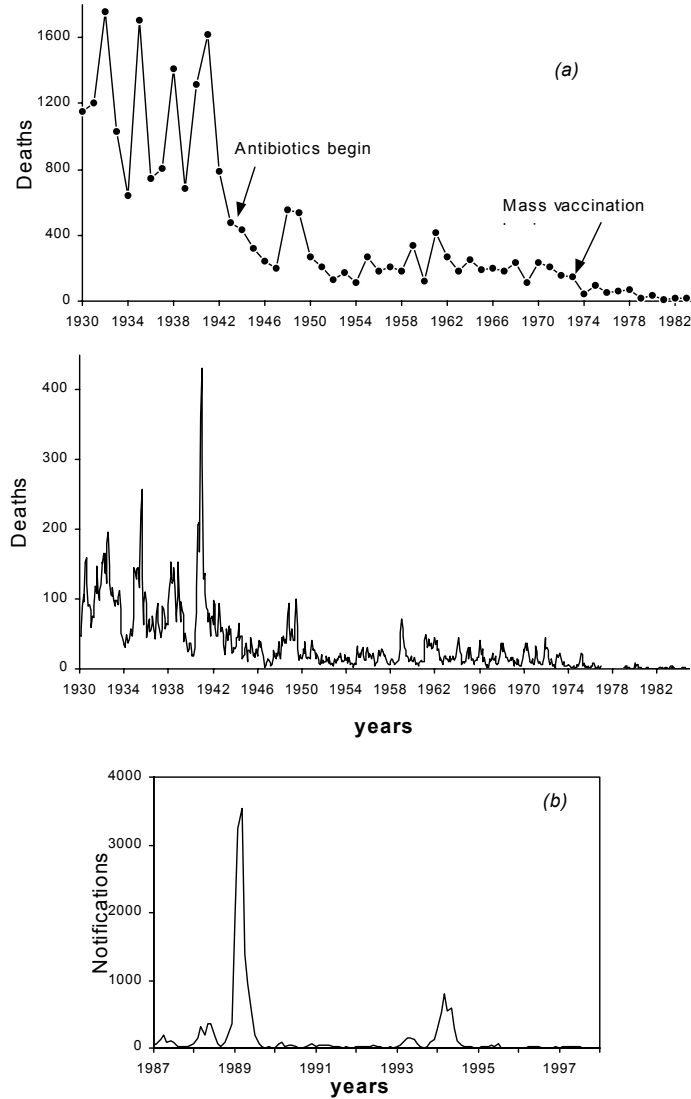 1600
(a)
1200
Antibiotics begin
Deaths
800
Mass vaccination
400
0
1930 1934 1938 1942 1946 1950 1954 1958 1962 1966 1970 1974 1978 1982
400
300
Deaths
200
100
0
1930 1934 1938 1942 1946 1950 1954 1958 1962 1966 1970 1974 1978 1982
years
4000
(b)
3000
Notifications
2000
1000
0
1987 1989 1991 1993 1995 1997
years